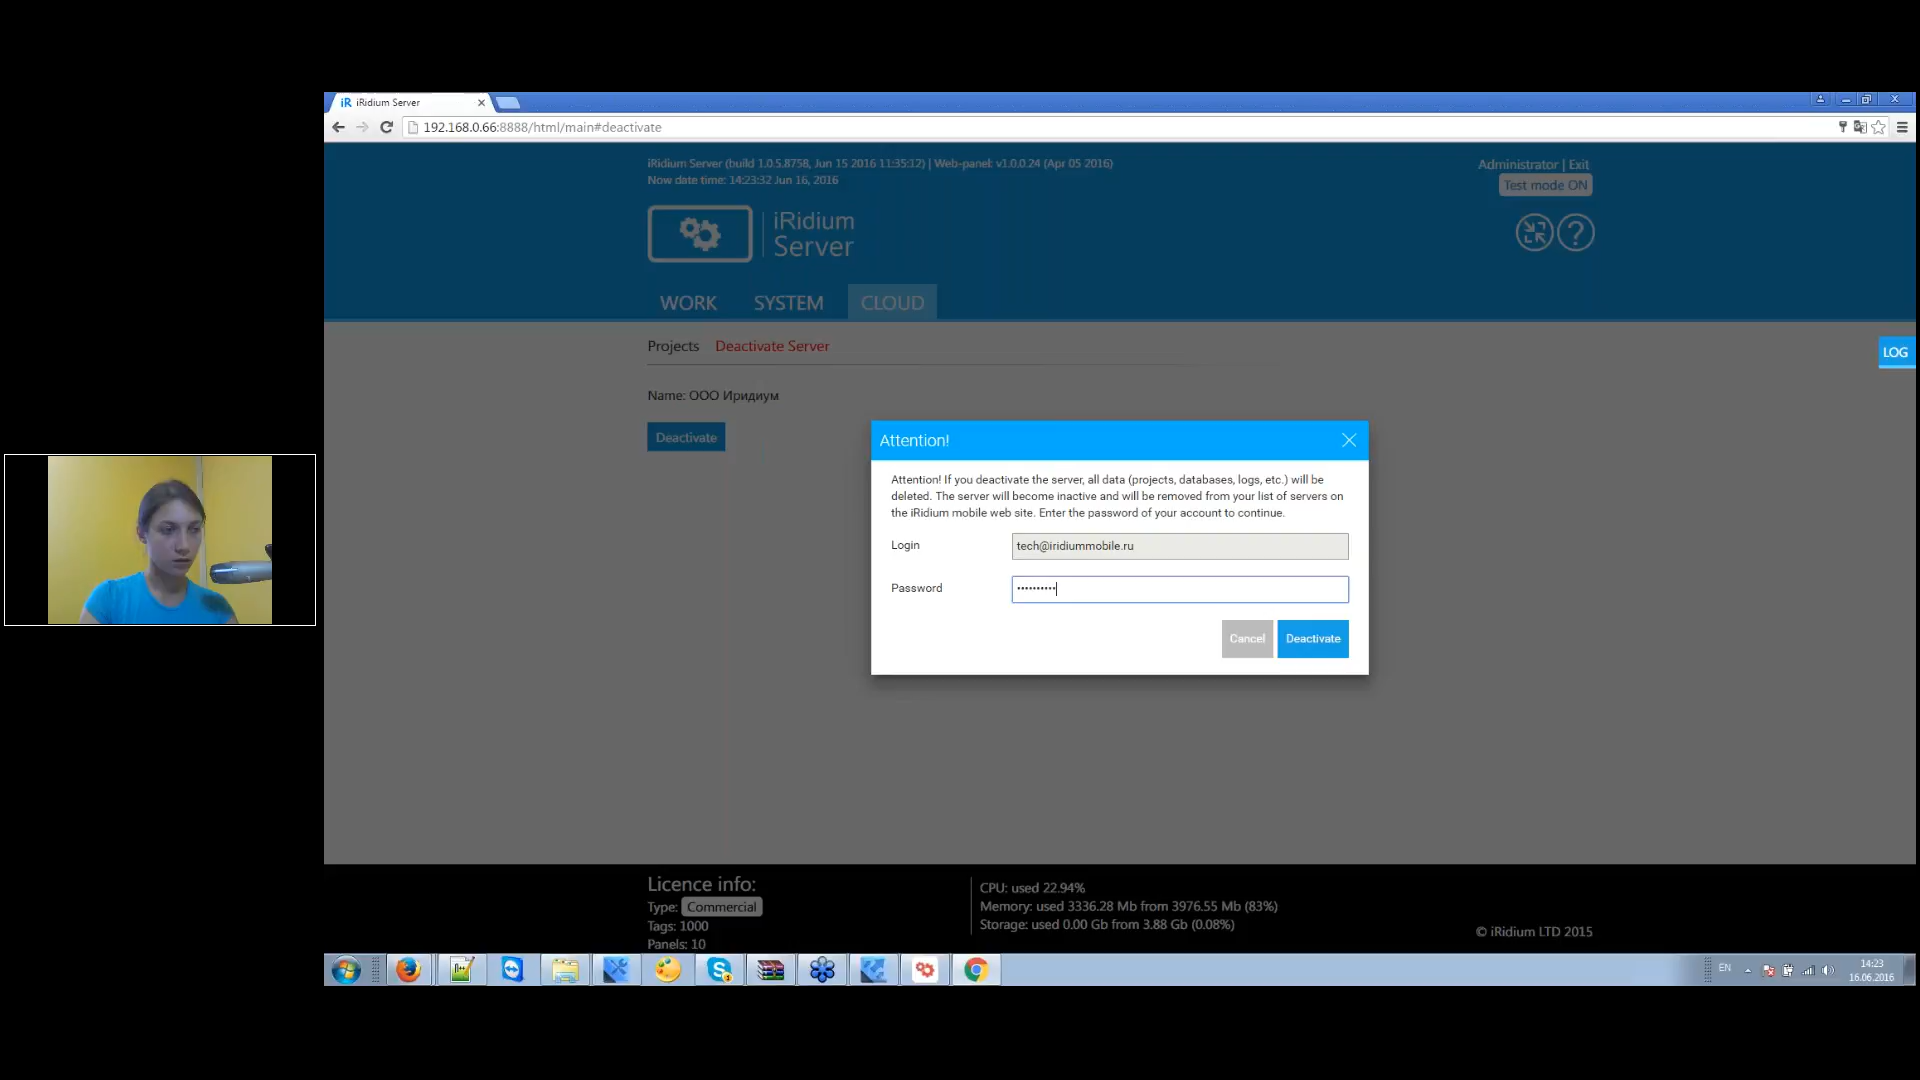 iR iRidium Server
192.168.0.66:8888/html/main#deactivate
iRidium Server (build 1.0.5.8758, Jun 15 2016 11:35:12) | Web-panel: v1.0.0.24 (Apr 05 2016)
Now date time: 14:23:32 Jun 16, 2016
Administrator | Exit
Test mode ON
iRidium
Server
?
WORK SYSTEM CLOUD
Projects Deactivate Server
LOG
Name: ООО Иридиум
Deactivate
Attention!
Attention! If you deactivate the server, all data (projects, databases, logs, etc.) will be
deleted. The server will become inactive and will be removed from your list of servers on
the iRidium mobile web site. Enter the password of your account to continue.
Login tech@iridiummobile.ru
Password ••••••••••
Cancel Deactivate
Licence info:
Type: Commercial
Tags: 1000
Panels: 10
CPU: used 22.94%
Memory: used 3336.28 Mb from 3976.55 Mb (83%)
Storage: used 0.00 Gb from 3.88 Gb (0.08%)
© iRidium LTD 2015
EN
14:23
16.06.2016